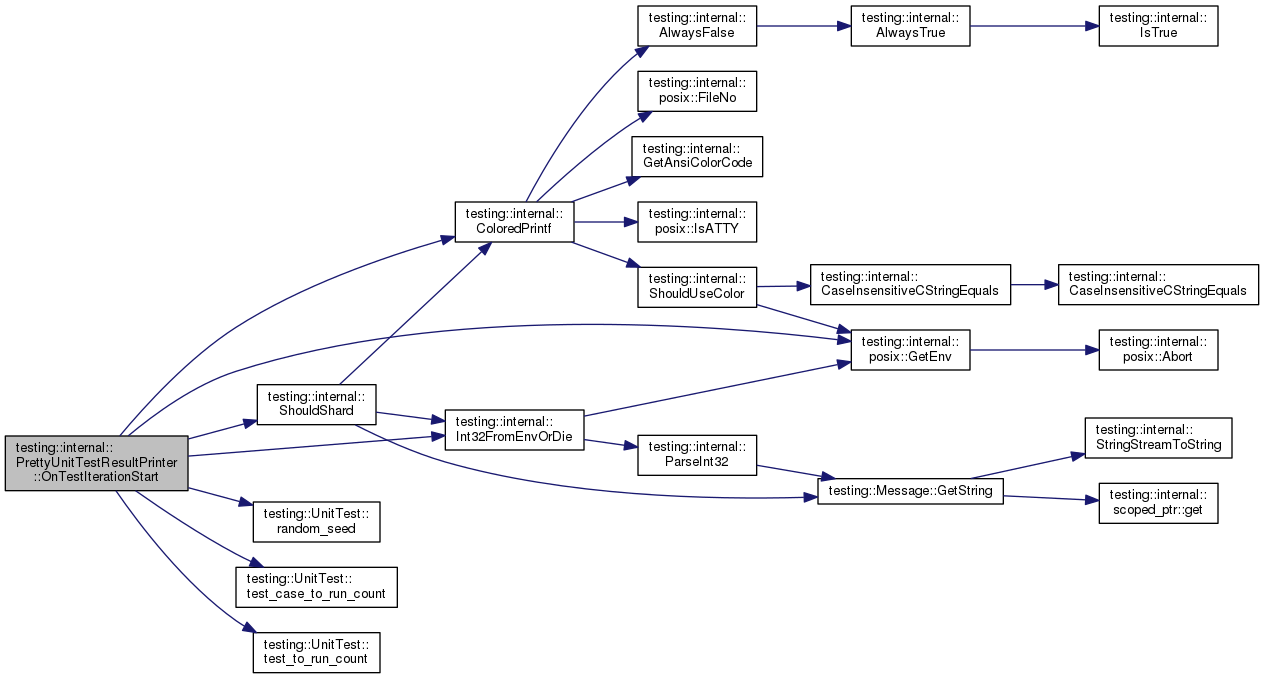 testing::internal::
AlwaysFalse
testing::internal::
AlwaysTrue
testing::internal::
IsTrue
testing::internal::
posix::FileNo
testing::internal::
GetAnsiColorCode
testing::internal::
ColoredPrintf
testing::internal::
posix::IsATTY
testing::internal::
ShouldUseColor
testing::internal::
CaseInsensitiveCStringEquals
testing::internal::
CaseInsensitiveCStringEquals
testing::internal::
posix::GetEnv
testing::internal::
posix::Abort
testing::internal::
ShouldShard
testing::internal::
Int32FromEnvOrDie
testing::internal::
StringStreamToString
testing::internal::
PrettyUnitTestResultPrinter
::OnTestIterationStart
testing::internal::
ParseInt32
testing::Message::GetString
testing::internal::
scoped_ptr::get
testing::UnitTest::
random_seed
testing::UnitTest::
test_case_to_run_count
testing::UnitTest::
test_to_run_count